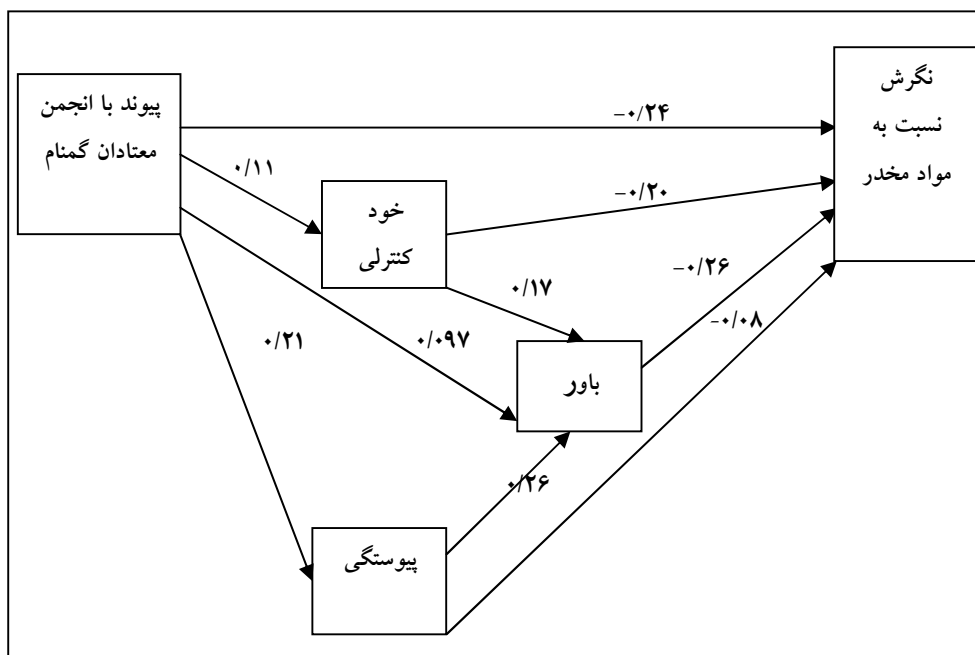 پیوند با انجمن
معتادان گمنام
نگرش
نسبت به
مواد مخدر
-۰/۲۴
۰/۱۱
خود
کنترلی
-۰/۲۰
-۰/۲۶
۰/۱۷
-۰/۰۸
۰/۲۱
۰/۰۹۷
باور
۰/۲۶
پیوستگی